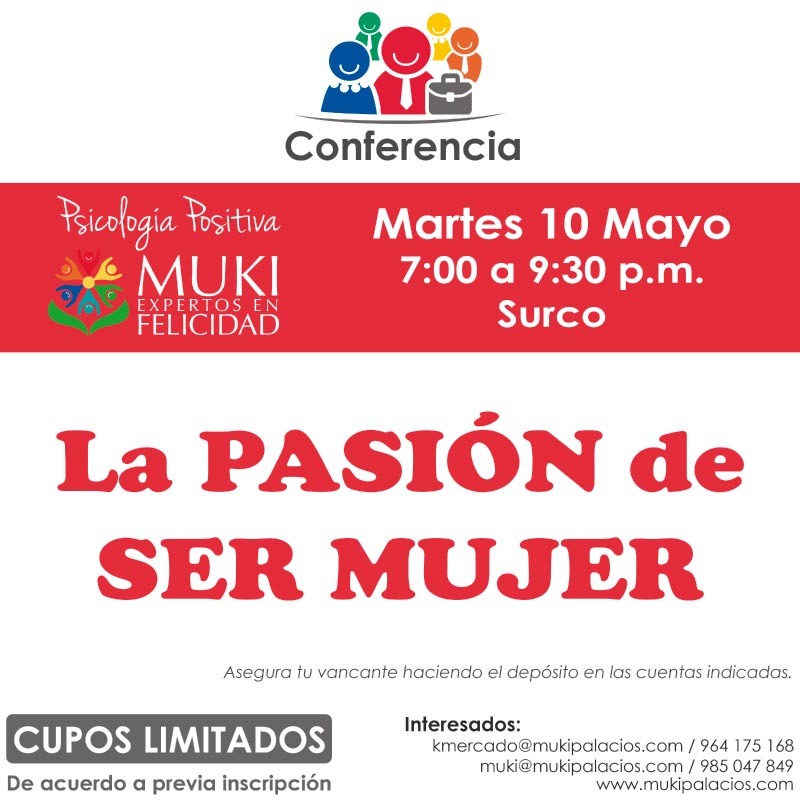 Conferencia
Psicología Positiva
MUKI
EXPERTOS EN
FELICIDAD
Martes 10 Mayo
7:00 a 9:30 p.m.
Surco
La PASIÓN de
SER MUJER
Asegura tu vancante haciendo el depósito en las cuentas indicadas.
CUPOS LIMITADOS
De acuerdo a previa inscripción
Interesados:
kmercado@mukipalacios.com / 964 175 168
muki@mukipalacios.com / 985 047 849
www.mukipalacios.com